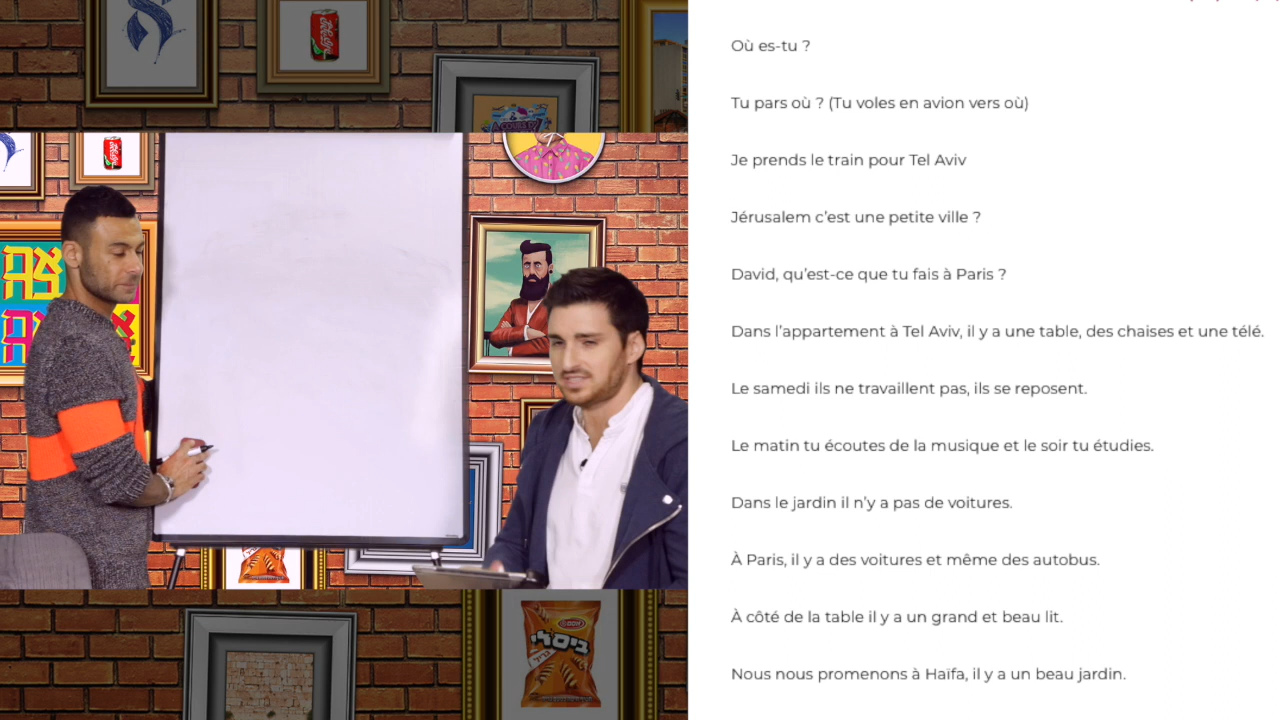 Où es-tu ?
Tu pars où ? (Tu voles en avion vers où)
Je prends le train pour Tel Aviv
Jérusalem c’est une petite ville ?
David, qu’est-ce que tu fais à Paris ?
Dans l’appartement à Tel Aviv, il y a une table, des chaises et une télé.
Le samedi ils ne travaillent pas, ils se reposent.
Le matin tu écoutes de la musique et le soir tu étudies.
Dans le jardin il n’y a pas de voitures.
À Paris, il y a des voitures et même des autobus.
À côté de la table il y a un grand et beau lit.
Nous nous promenons à Haïfa, il y a un beau jardin.
ביסלי